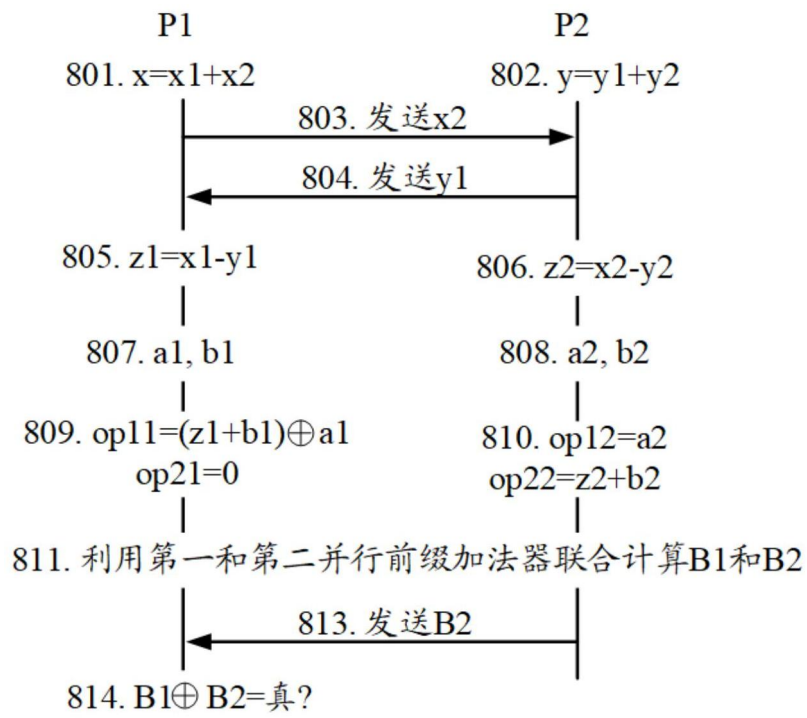 P1 P2
801. x=x1+x2 802. y=y1+y2
803. 发送x2
804. 发送y1
805. z1=x1-y1 806. z2=x2-y2
807. a1, b1 808. a2, b2
809. op11=(z1+b1)⊕a1 810. op12=a2
op21=0 op22=z2+b2
811. 利用第一和第二并行前缀加法器联合计算B1和B2
813. 发送B2
814. B1⊕ B2=真?